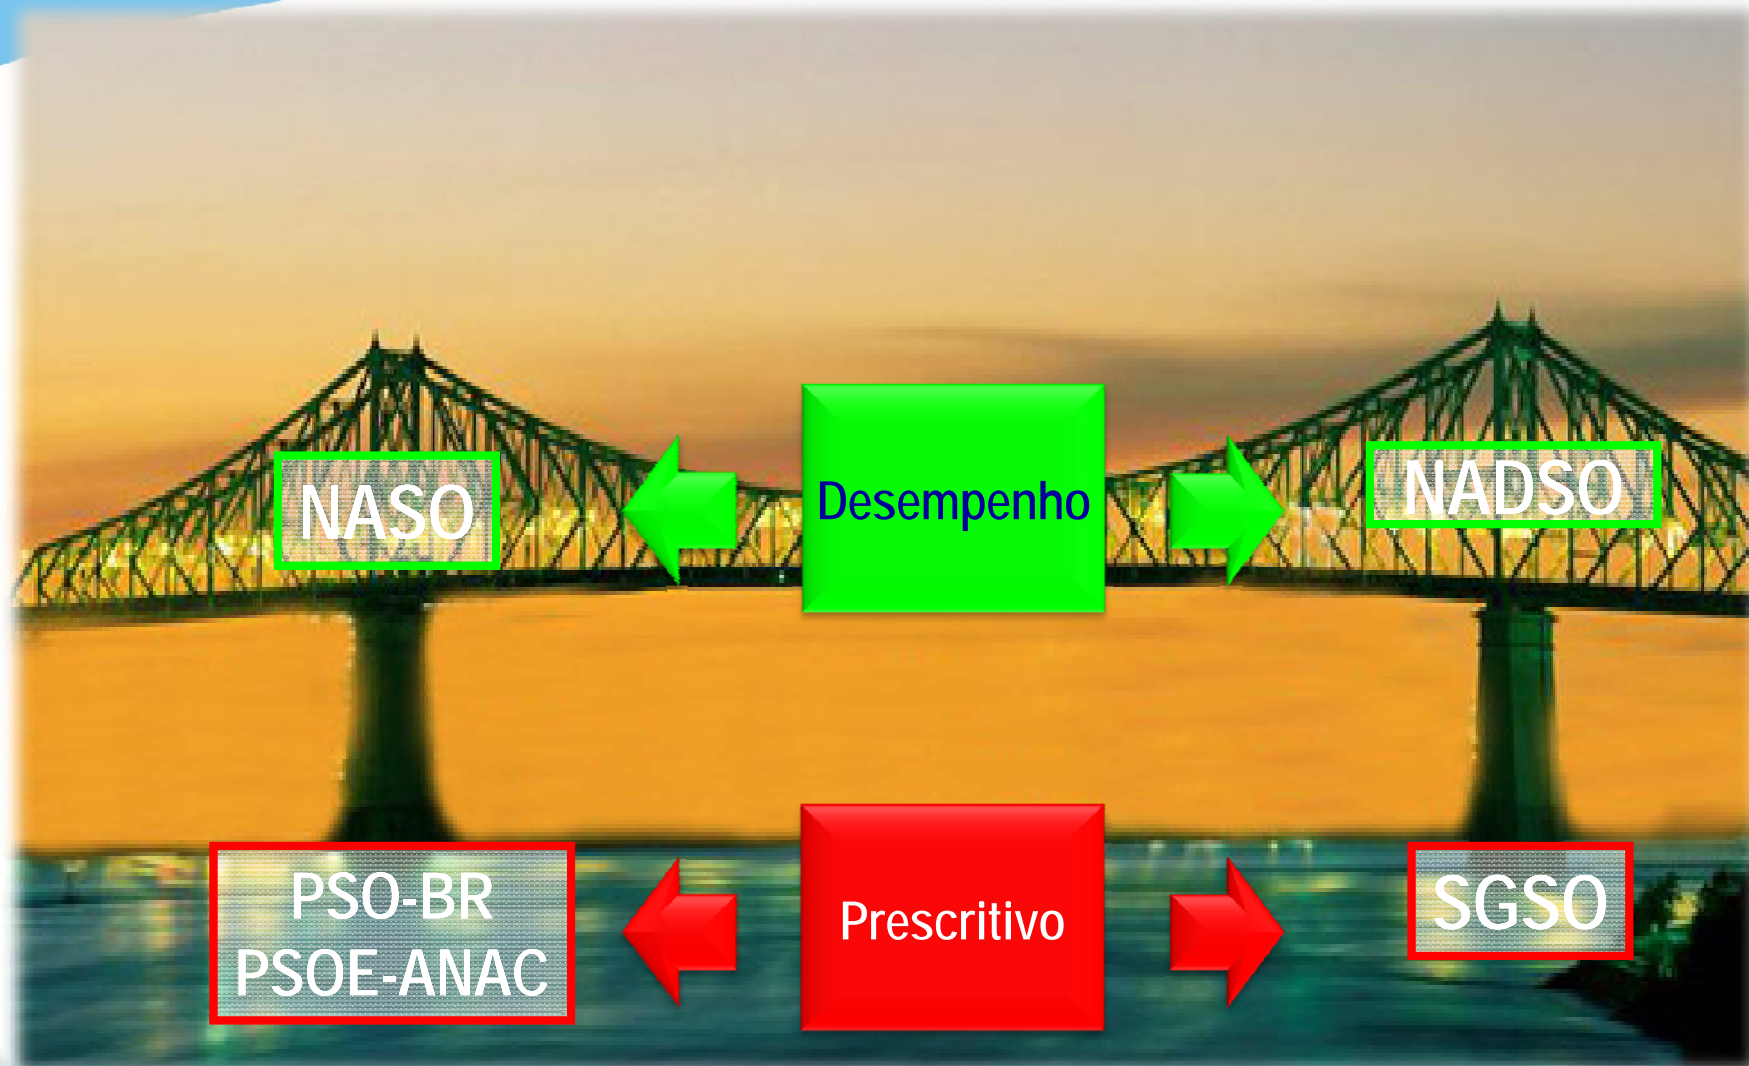 NASO
Desempenho
NADSO
PSO-BR
PSOE-ANAC
Prescritivo
SGSO